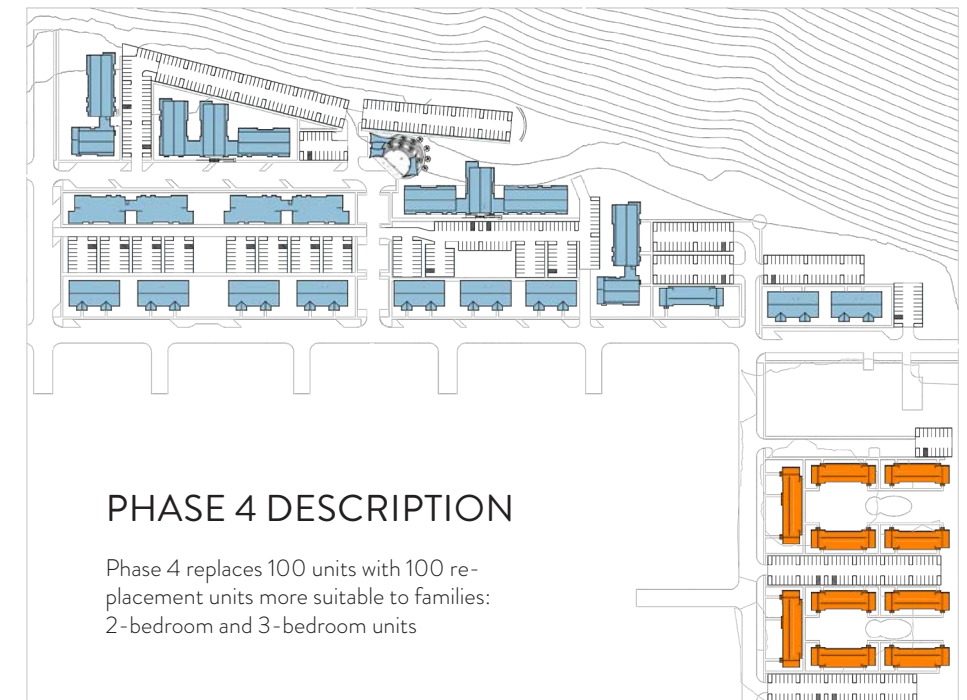 PHASE 4 DESCRIPTION
Phase 4 replaces 100 units with 100 re-
placement units more suitable to families:
2-bedroom and 3-bedroom units